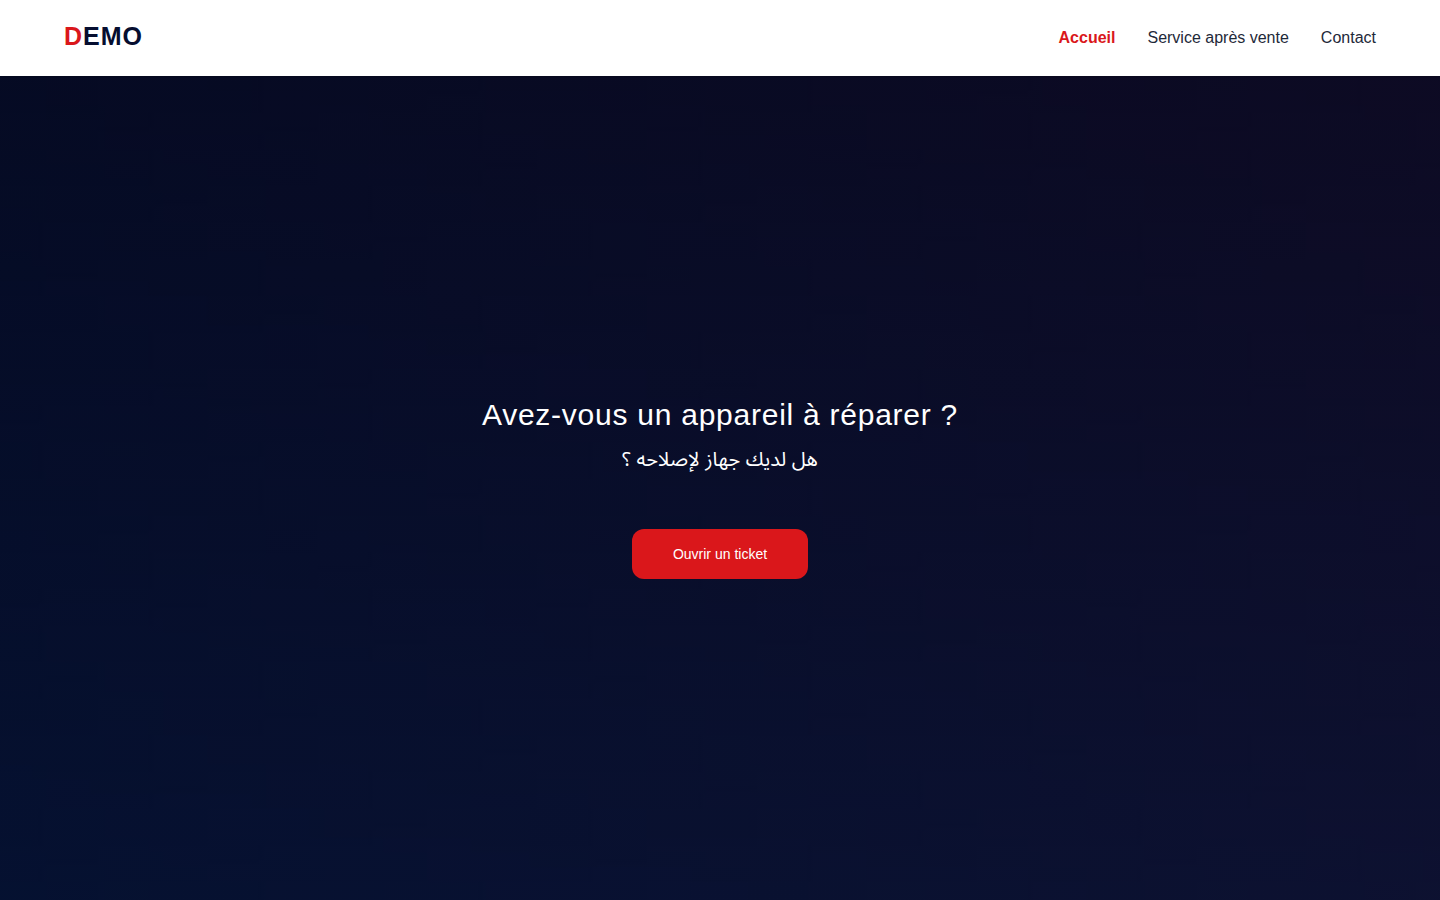 DEMO
Accueil
Service après vente
Contact
Avez-vous un appareil à réparer ?
هل لديك جهاز لإصلاحه ؟
Ouvrir un ticket